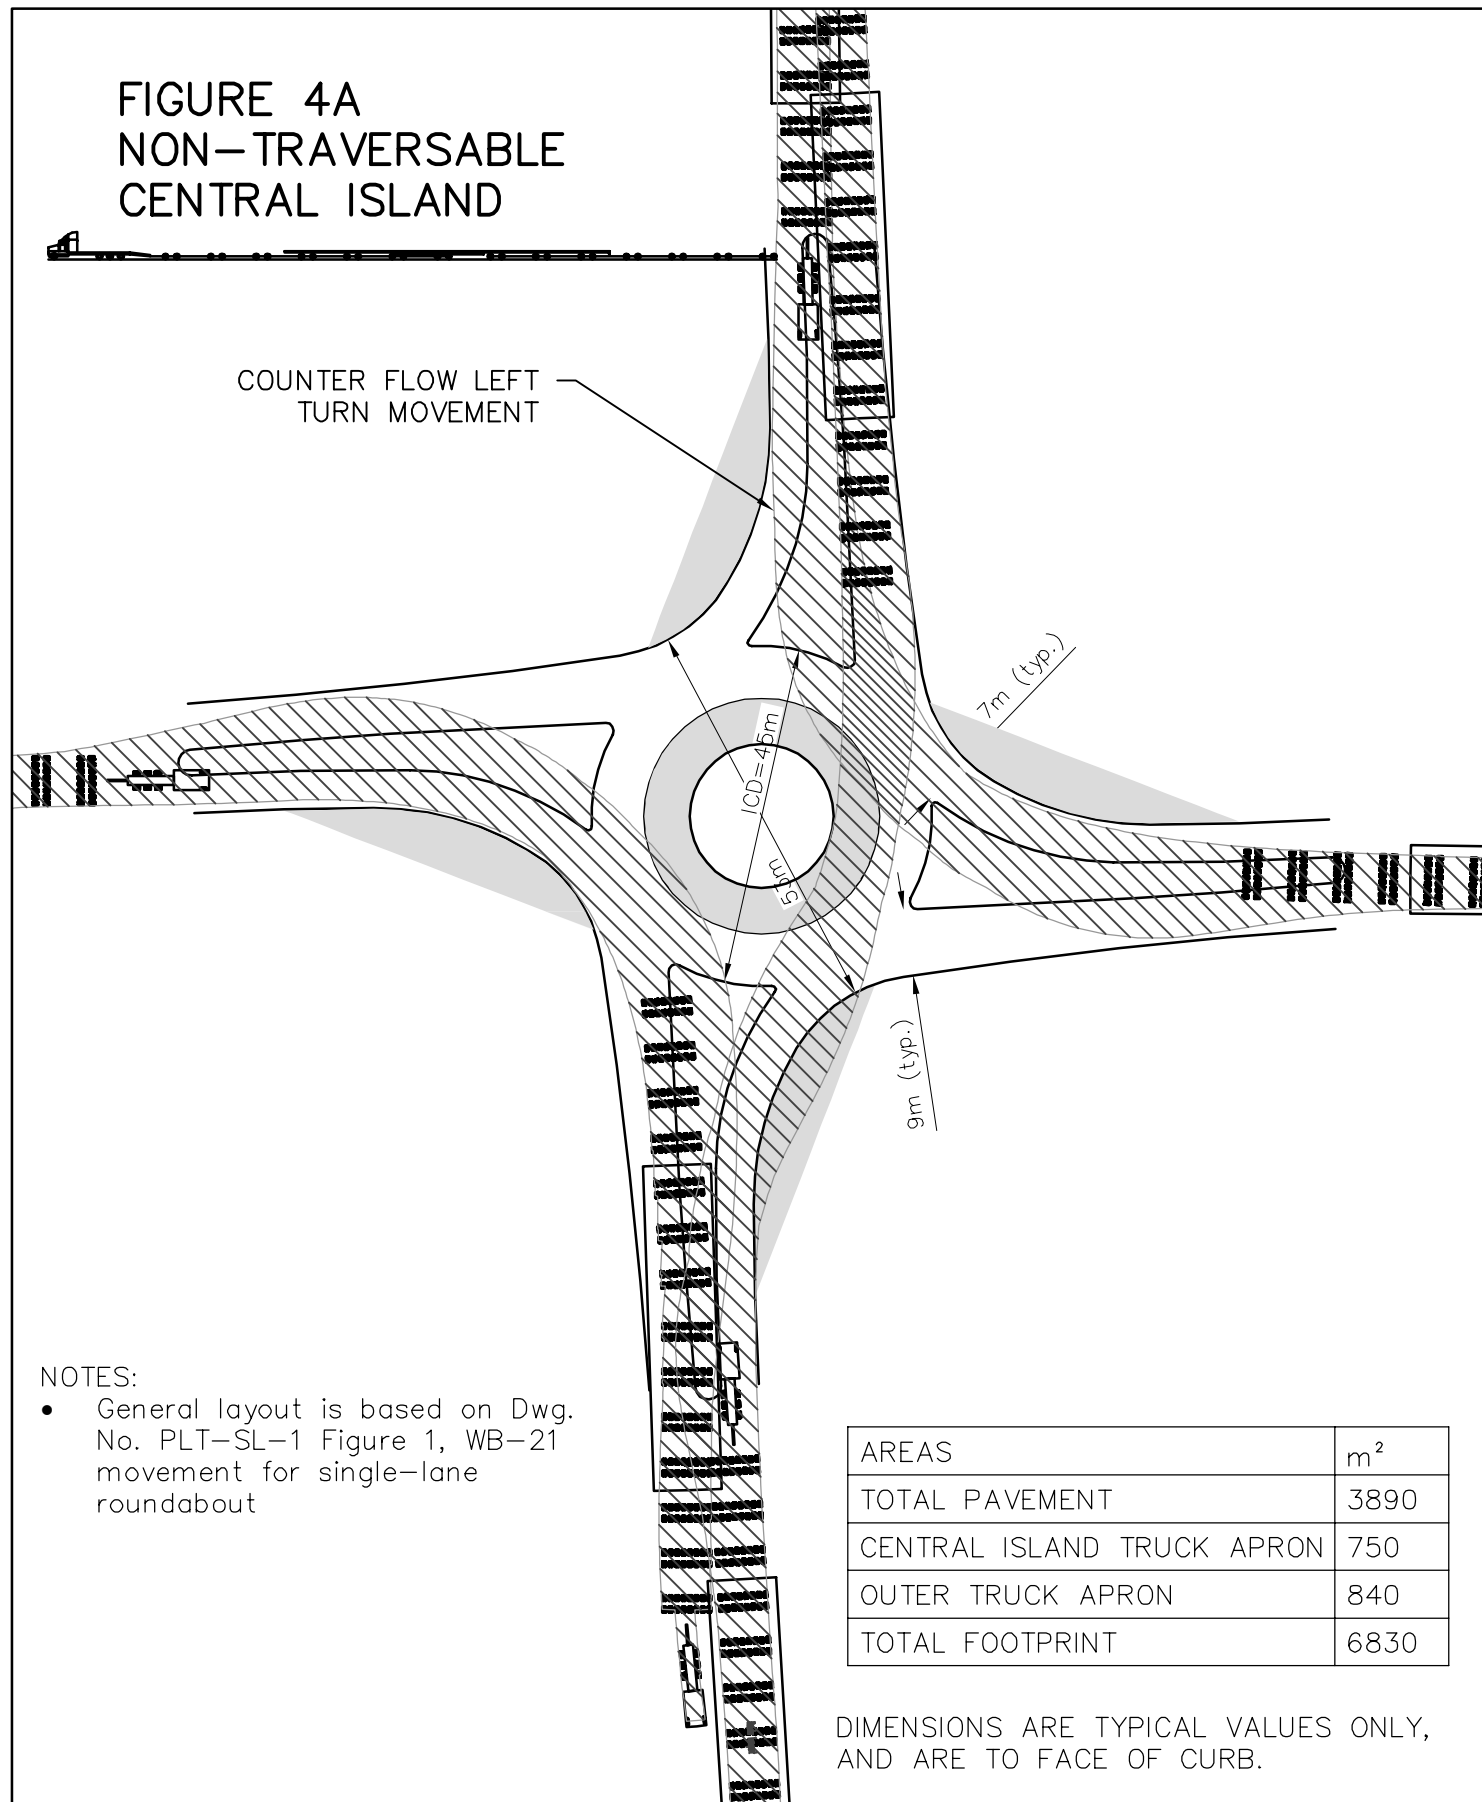 FIGURE 4A
NON-TRAVERSABLE
CENTRAL ISLAND
COUNTER FLOW LEFT
TURN MOVEMENT
7m (typ.)
ICD=45m
53m
9m (typ.)
NOTES:
• General layout is based on Dwg.
No. PLT-SL-1 Figure 1, WB-21
movement for single-lane
roundabout
AREAS m²
TOTAL PAVEMENT 3890
CENTRAL ISLAND TRUCK APRON 750
OUTER TRUCK APRON 840
TOTAL FOOTPRINT 6830
DIMENSIONS ARE TYPICAL VALUES ONLY,
AND ARE TO FACE OF CURB.